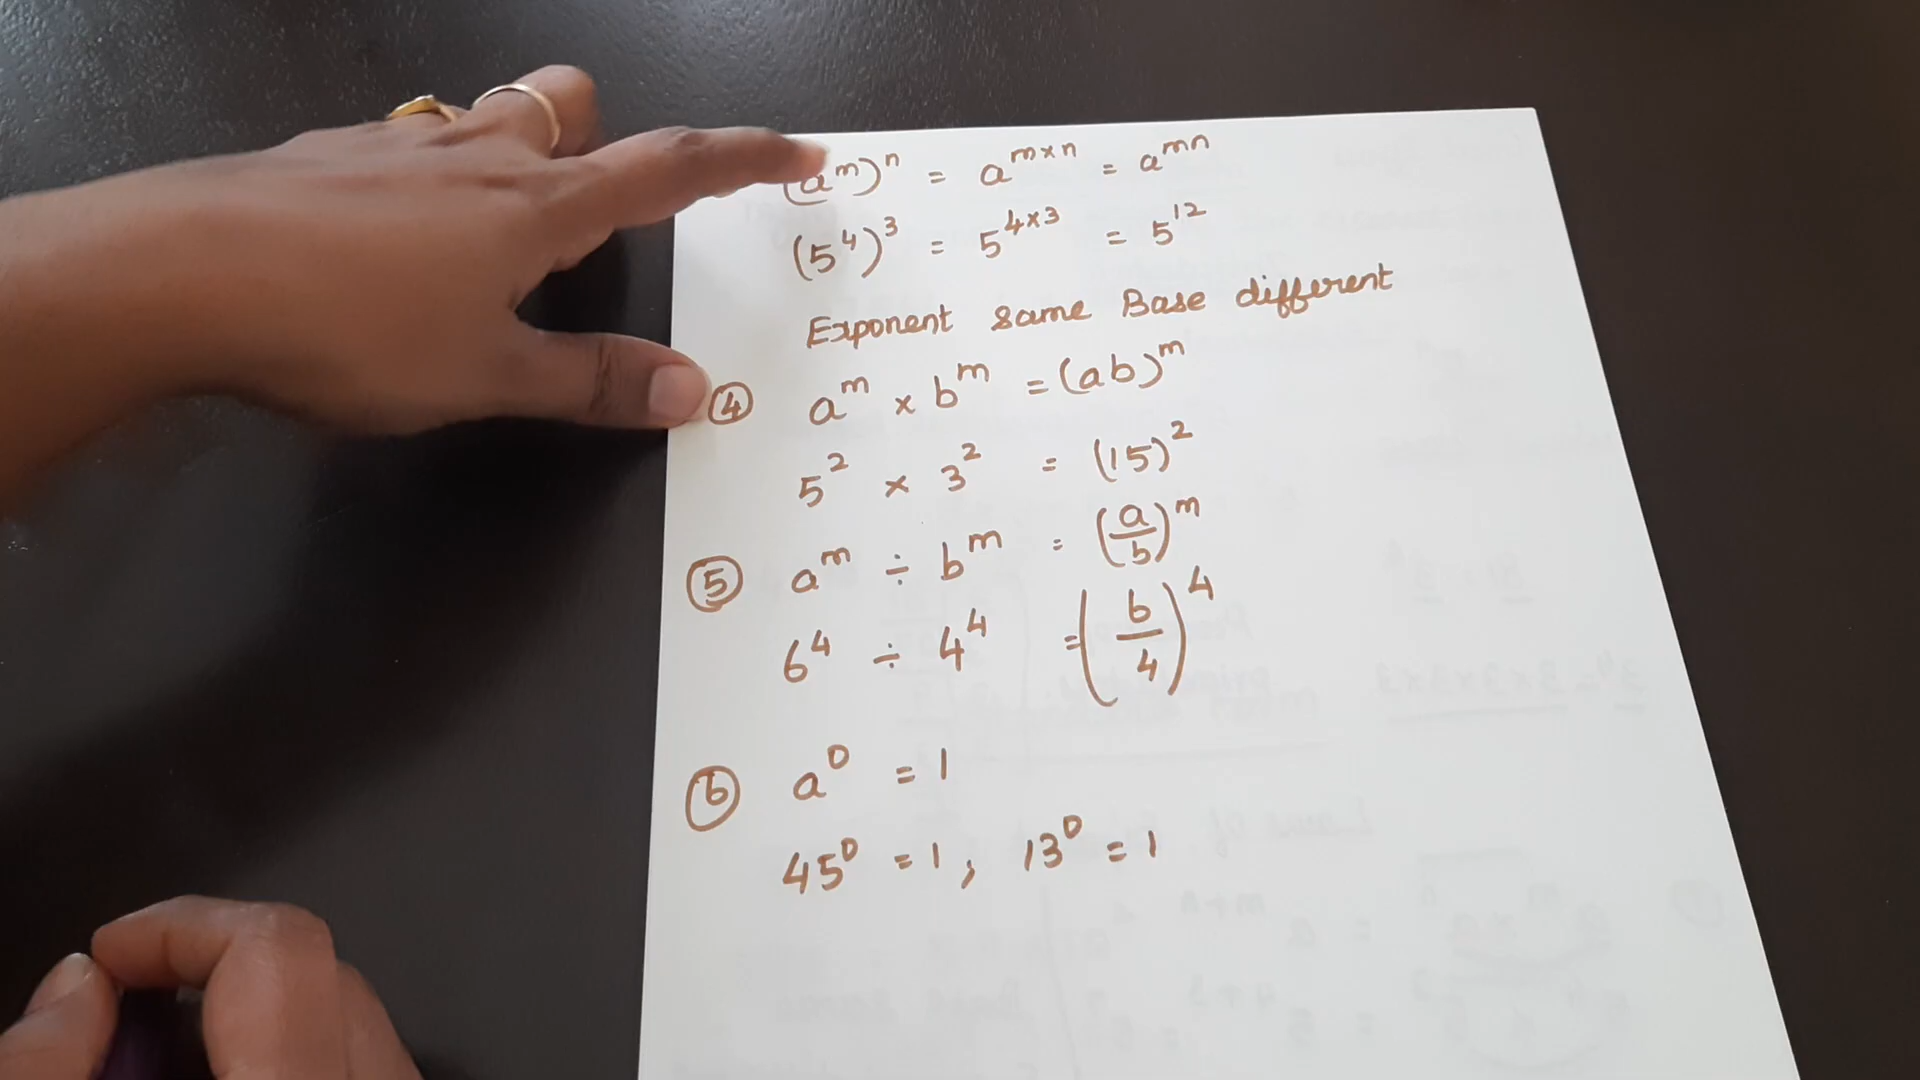 (a^m)^n = a^{m×n} = a^{mn}
(5^4)^3 = 5^{4×3} = 5^{12}
Exponent same Base different
④ a^m × b^m = (ab)^m
5^2 × 3^2 = (15)^2
⑤ a^m ÷ b^m = (a/b)^m
6^4 ÷ 4^4 = (6/4)^4
⑥ a^0 = 1
45^0 = 1, 13^0 = 1